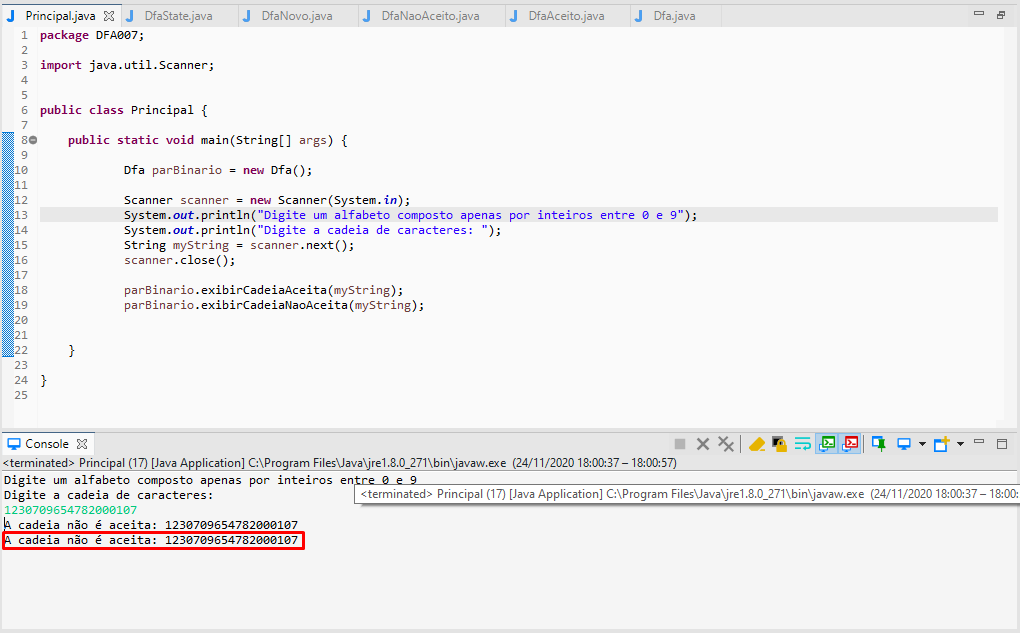 Principal.java DfaState.java DfaNovo.java DfaNaoAceito.java DfaAceito.java Dfa.java
1 package DFA007;
2
3 import java.util.Scanner;
4
5
6 public class Principal {
7
8 public static void main(String[] args) {
9
10 Dfa parBinario = new Dfa();
11
12 Scanner scanner = new Scanner(System.in);
13 System.out.println("Digite um alfabeto composto apenas por inteiros entre 0 e 9");
14 System.out.println("Digite a cadeia de caracteres: ");
15 String myString = scanner.next();
16 scanner.close();
17
18 parBinario.exibirCadeiaAceita(myString);
19 parBinario.exibirCadeiaNaoAceita(myString);
20
21
22 }
23
24 }
25
Console
<terminated> Principal (17) [Java Application] C:\Program Files\Java\jre1.8.0_271\bin\javaw.exe (24/11/2020 18:00:37 – 18:00:57)
Digite um alfabeto composto apenas por inteiros entre 0 e 9
<terminated> Principal (17) [Java Application] C:\Program Files\Java\jre1.8.0_271\bin\javaw.exe (24/11/2020 18:00:37 – 18:00:
Digite a cadeia de caracteres:
1230709654782000107
A cadeia não é aceita: 1230709654782000107
A cadeia não é aceita: 1230709654782000107